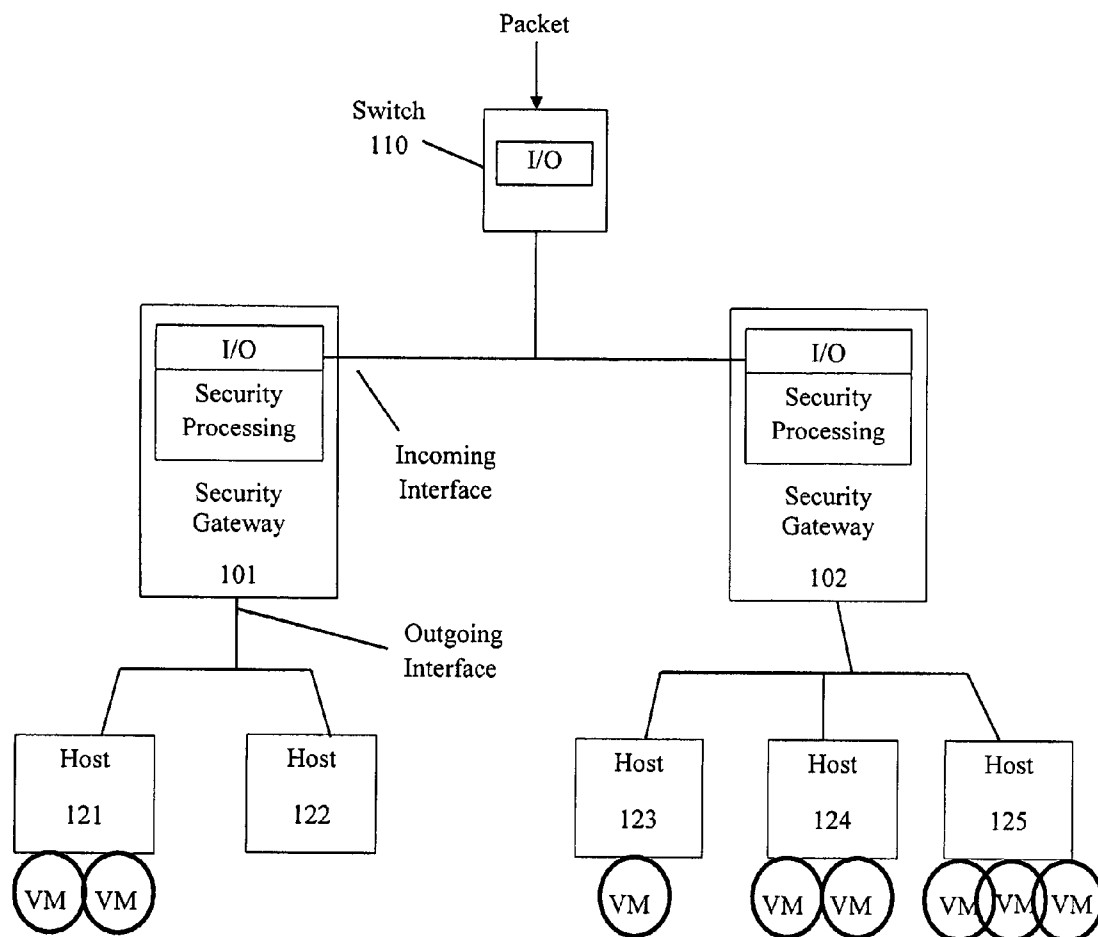 Packet
Switch
110
I/O
I/O
Security
Processing
Security
Gateway
101
Incoming
Interface
I/O
Security
Processing
Security
Gateway
102
Outgoing
Interface
Host
121
Host
122
Host
123
Host
124
Host
125
VM
VM
VM
VM
VM
VM
VM
VM